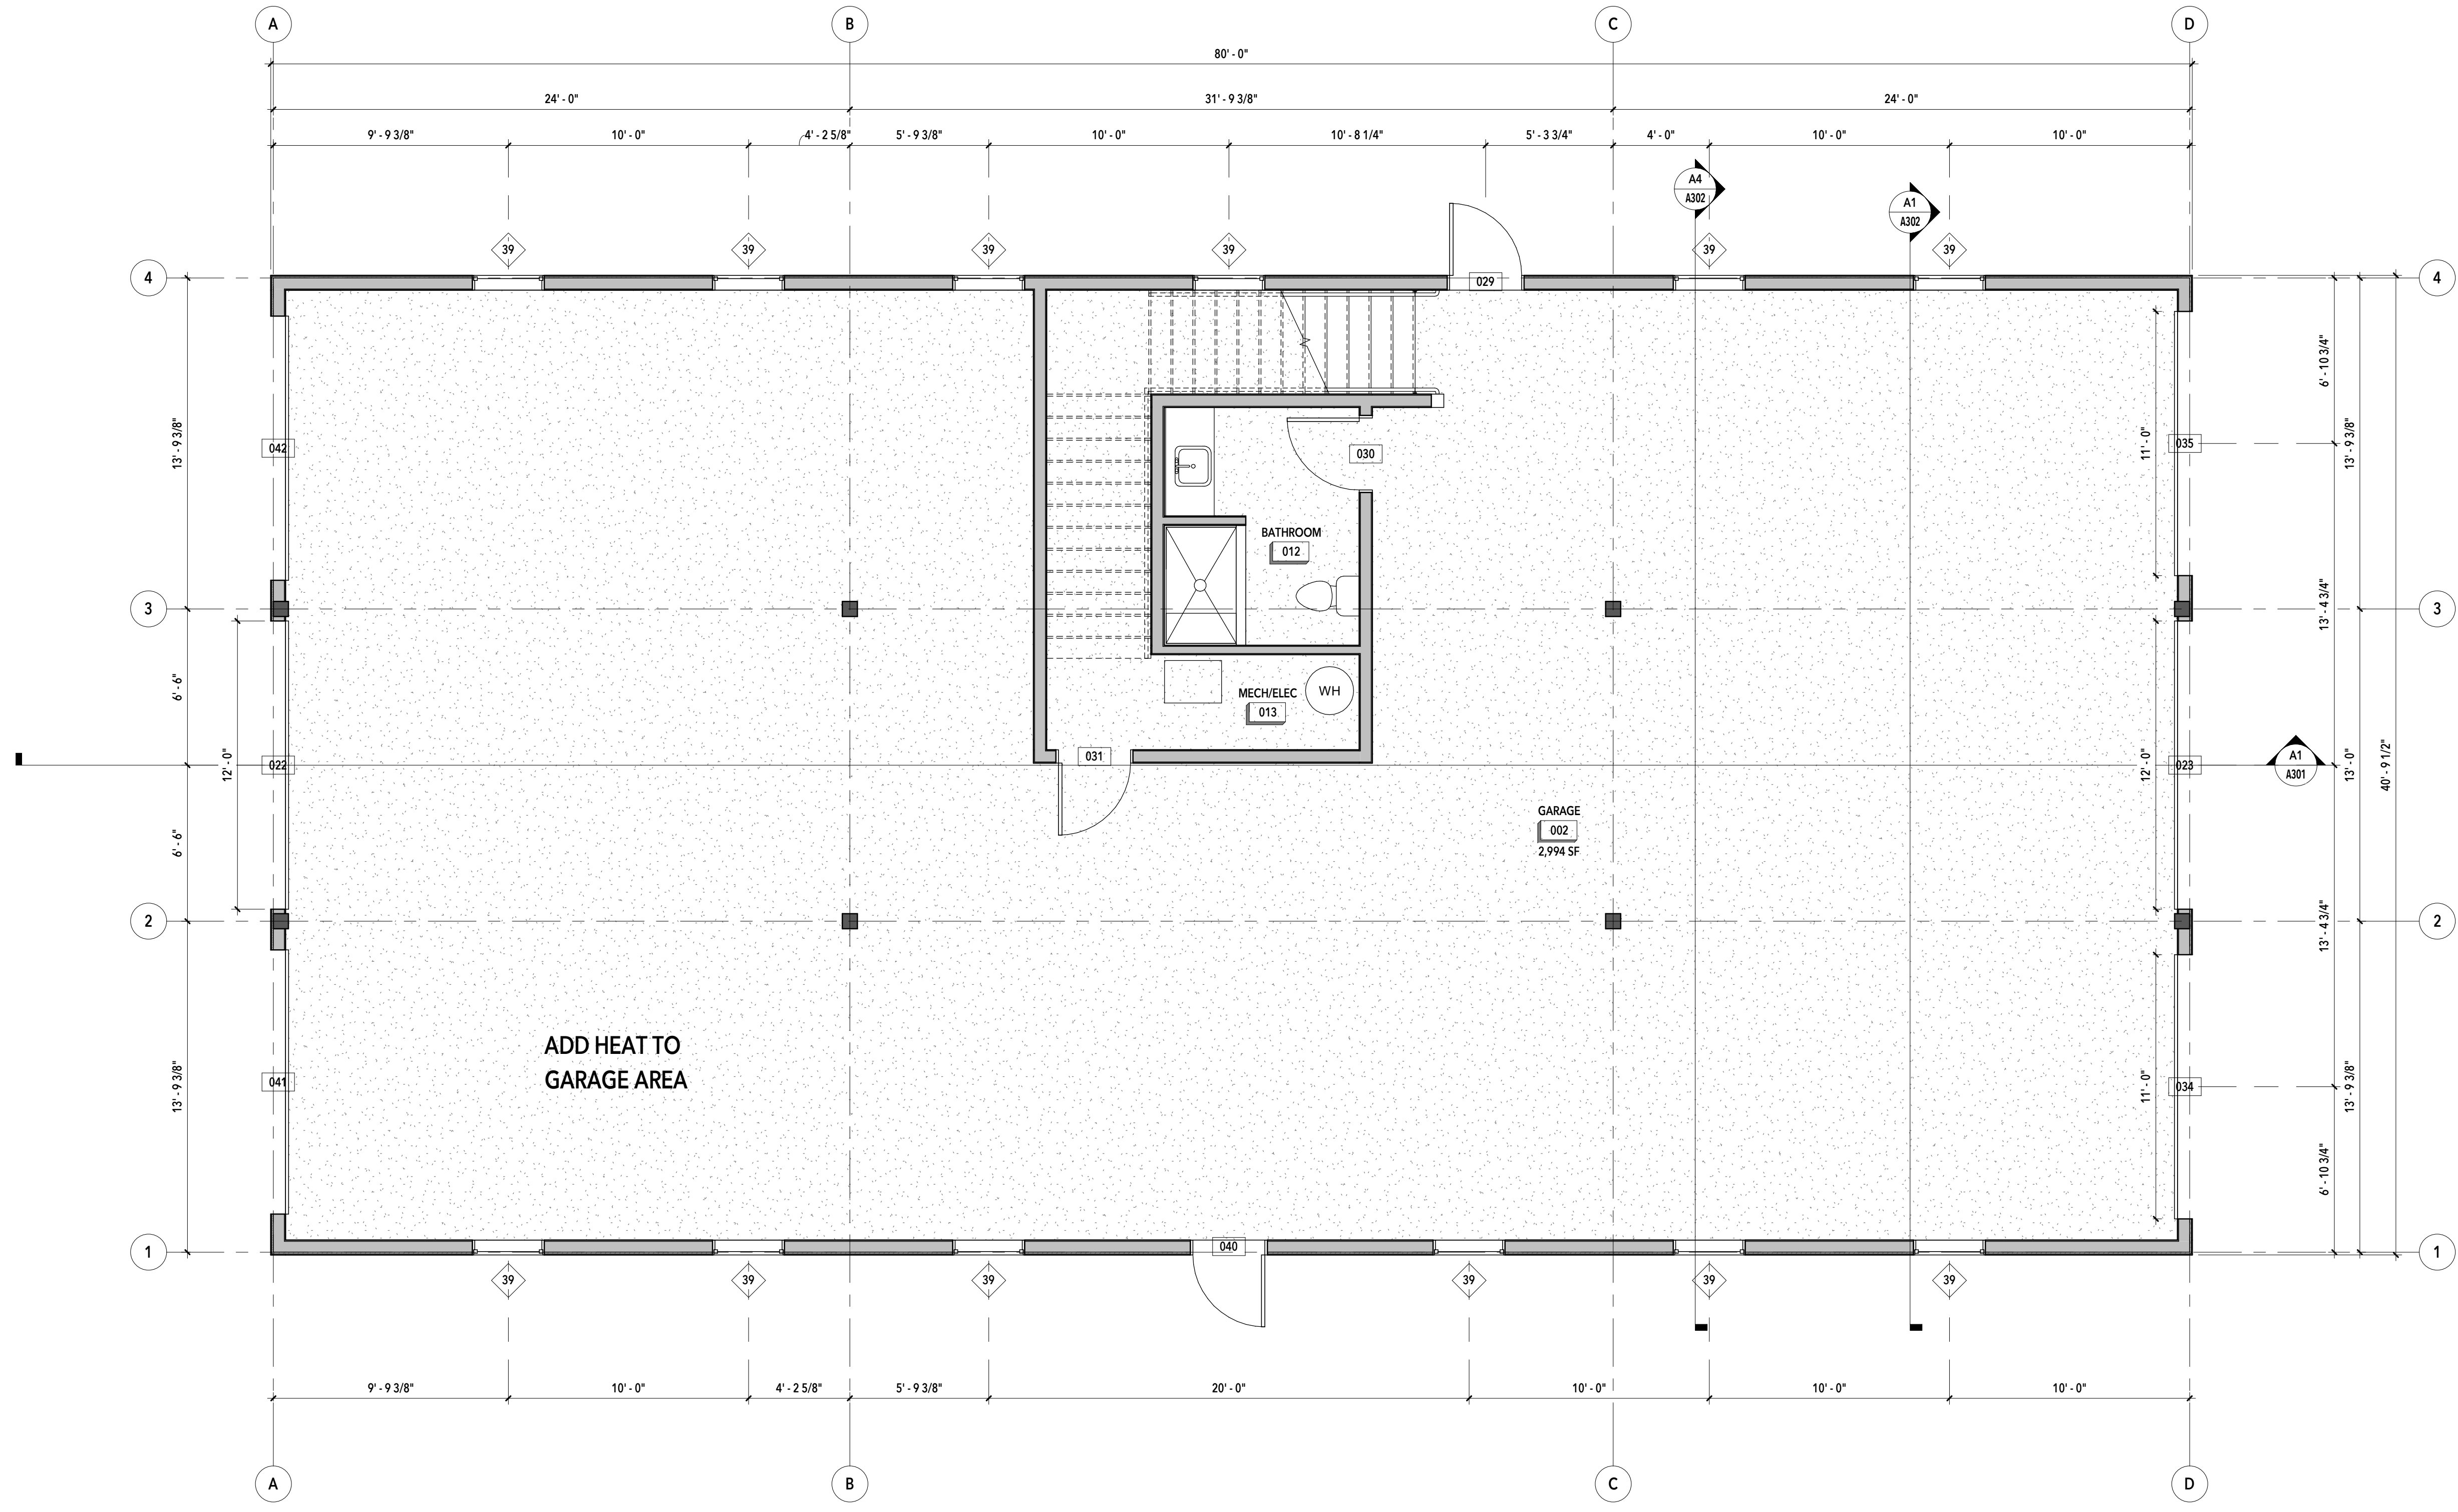 A B C D
80' - 0"
24' - 0" 31' - 9 3/8" 24' - 0"
9' - 9 3/8" 10' - 0" 4' - 2 5/8" 5' - 9 3/8" 10' - 0" 10' - 8 1/4" 5' - 3 3/4" 4' - 0" 10' - 0" 10' - 0"
A4
A302
A1
A302
39 39 39 39 39 39
4 029 4
6' - 10 3/4"
13' - 9 3/8" 11' - 0" 13' - 9 3/8"
042 035
030
BATHROOM
012
3 3
13' - 4 3/4"
6' - 6"
MECH/ELEC
013
WH
031
12' - 0" 12' - 0" 13' - 0" 40' - 9 1/2"
022 023
A1
A301
GARAGE
002
2,994 SF
6' - 6"
2 2
13' - 4 3/4"
ADD HEAT TO
GARAGE AREA
041 034
13' - 9 3/8" 11' - 0" 13' - 9 3/8"
6' - 10 3/4"
1 040 1
39 39 39 39 39 39
9' - 9 3/8" 10' - 0" 4' - 2 5/8" 5' - 9 3/8" 20' - 0" 10' - 0" 10' - 0" 10' - 0"
A B C D